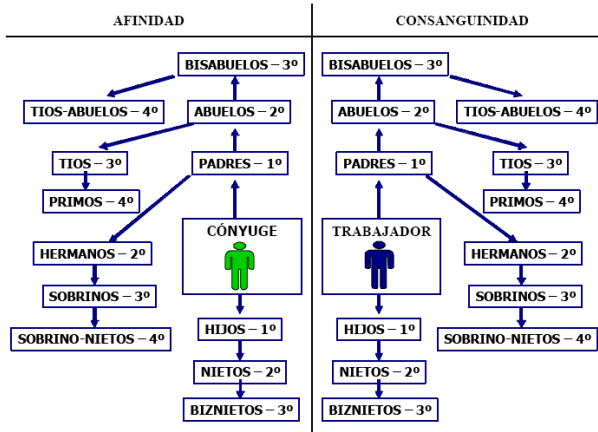 AFINIDAD
BISABUELOS – 3º
TIOS-ABUELOS – 4º
ABUELOS – 2º
TIOS – 3º
PADRES – 1º
PRIMOS – 4º
CÓNYUGE
HERMANOS – 2º
SOBRINOS – 3º
SOBRINO-NIETOS – 4º
HIJOS – 1º
NIETOS – 2º
BIZNIETOS – 3º
CONSANGUINIDAD
BISABUELOS – 3º
ABUELOS – 2º
TIOS-ABUELOS – 4º
PADRES – 1º
TIOS – 3º
PRIMOS – 4º
TRABAJADOR
HERMANOS – 2º
SOBRINOS – 3º
SOBRINO-NIETOS – 4º
HIJOS – 1º
NIETOS – 2º
BIZNIETOS – 3º